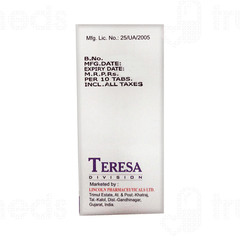 Mfg. Lic. No.: 25/UA/2005
B.No.
MFG.DATE:
EXPIRY DATE:
M.R.P.Rs.
PER 10 TABS.
INCL.ALL TAXES
TERESA
DIVISION
Marketed by :
LINCOLN PHARMACEUTICALS LTD.
Trimul Estate, At. & Post.-Khatraj,
Tal.-Kalol, Dist.-Gandhinagar,
Gujarat, India